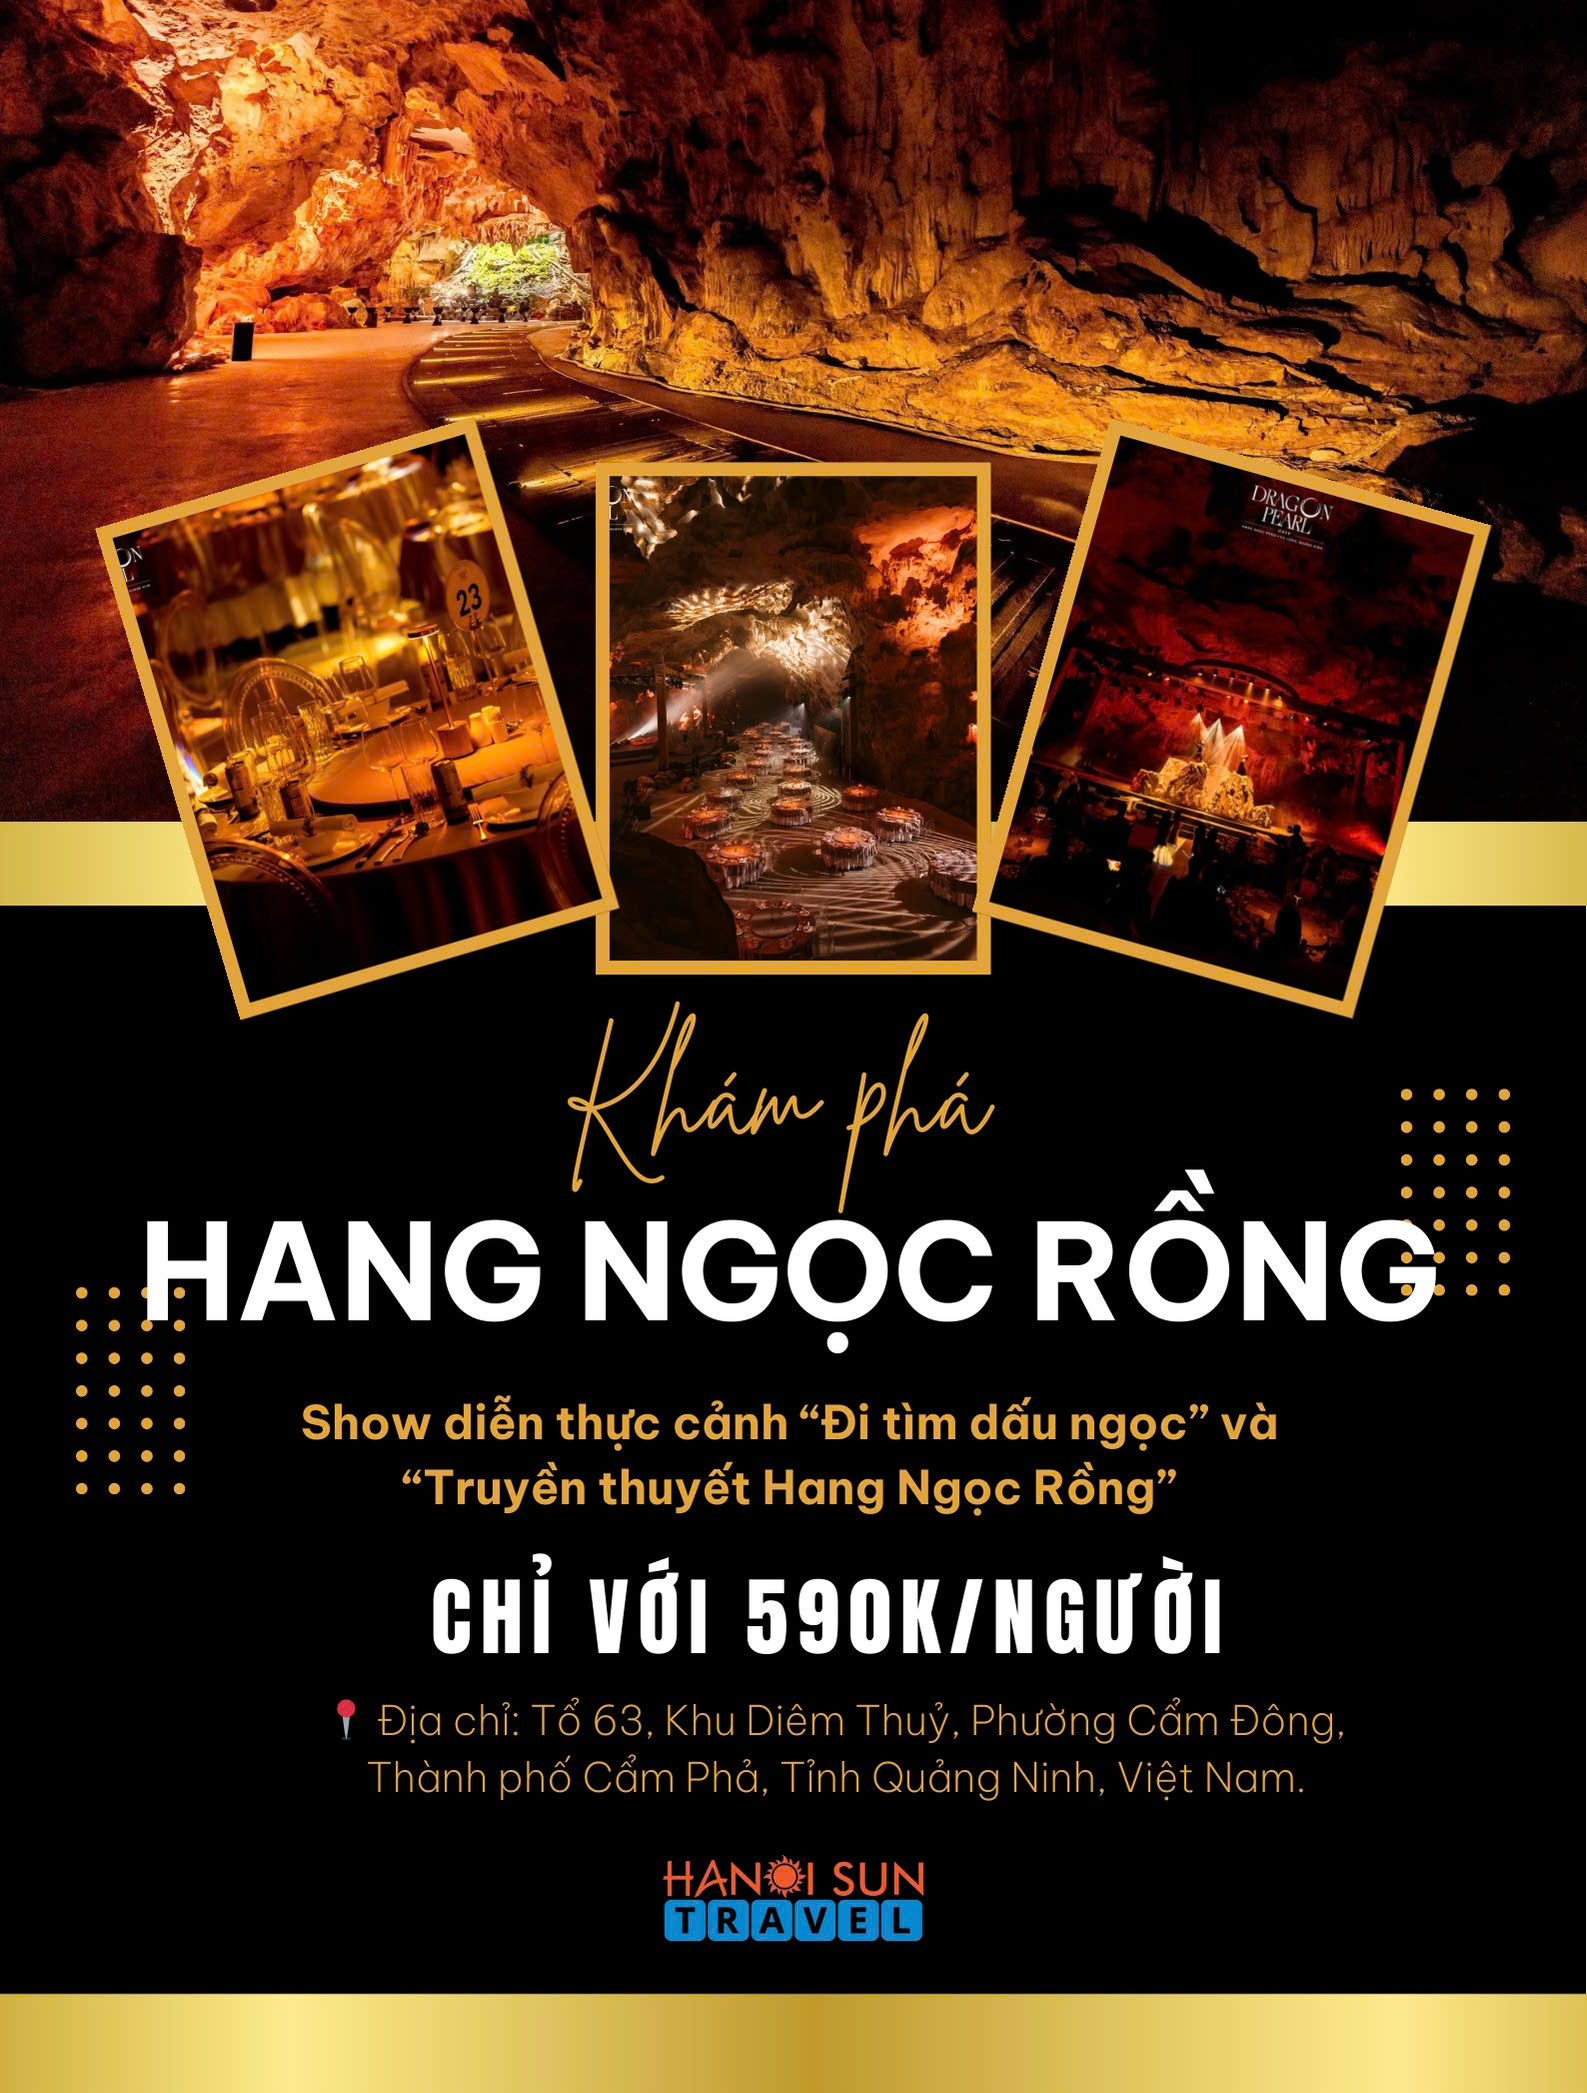 23
DRAGON
PEARL
Khám phá
HANG NGỌC RỒNG
Show diễn thực cảnh “Đi tìm dấu ngọc” và
“Truyền thuyết Hang Ngọc Rồng”
CHỈ VỚI 590K/NGƯỜI
📍 Địa chỉ: Tổ 63, Khu Diêm Thuỷ, Phường Cẩm Đông,
Thành phố Cẩm Phả, Tỉnh Quảng Ninh, Việt Nam.
HANOI SUN
TRAVEL